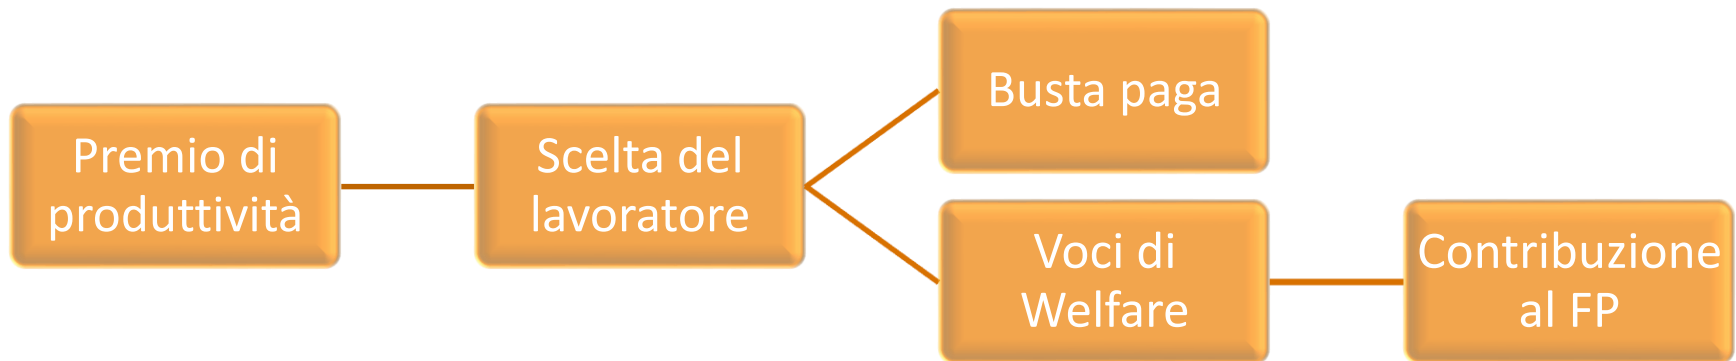 Premio di
produttività
Scelta del
lavoratore
Busta paga
Voci di
Welfare
Contribuzione
al FP